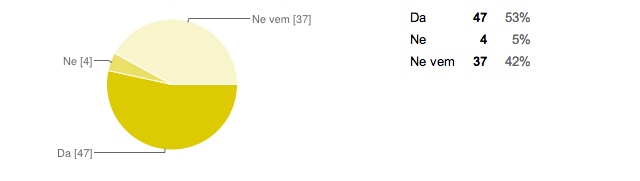 Ne vem [37]
Ne [4]
Da [47]
Da 47 53%
Ne 4 5%
Ne vem 37 42%